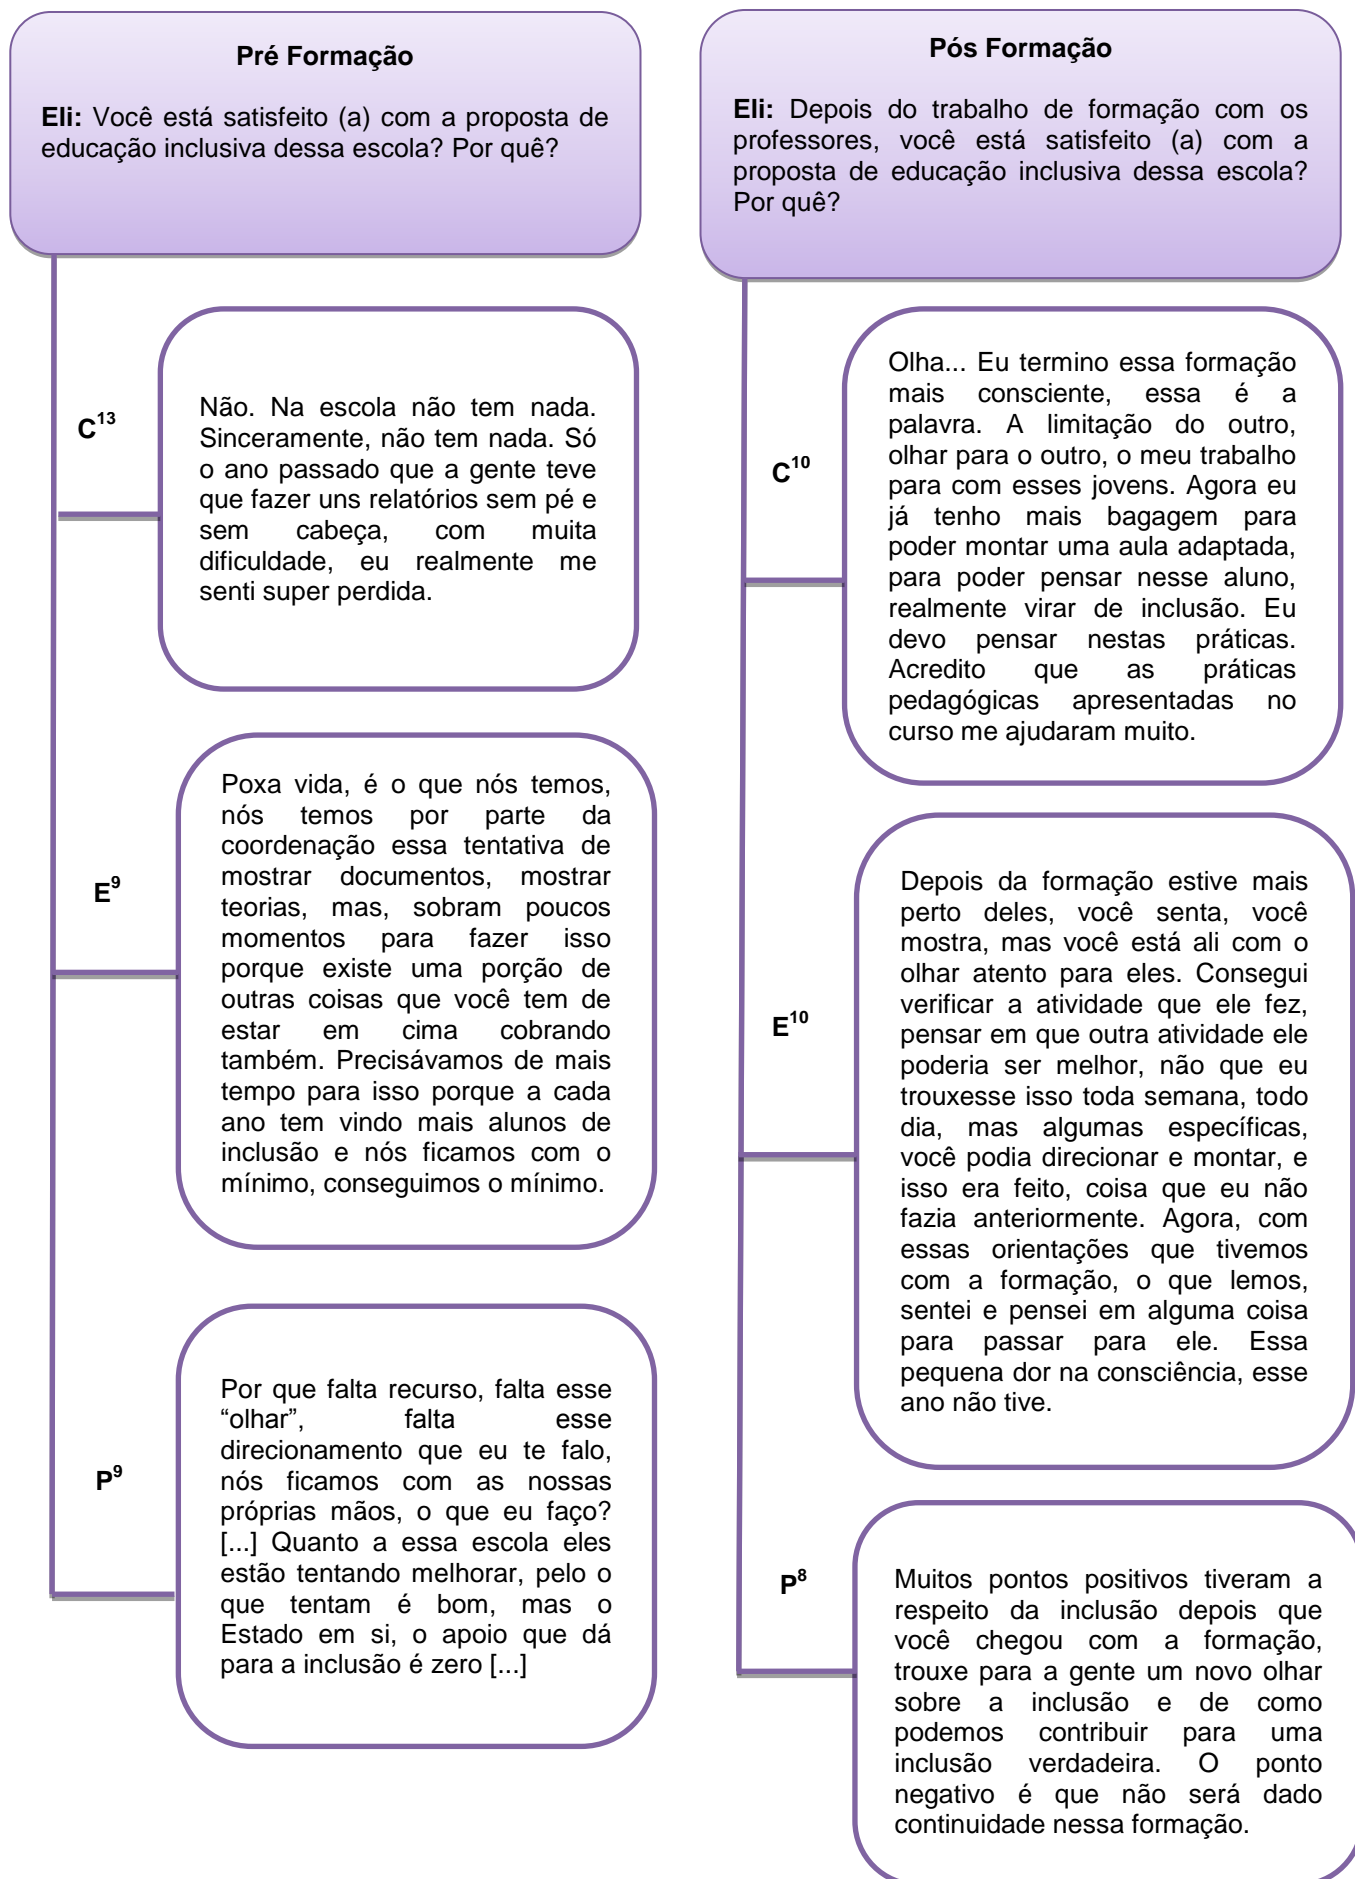 Pré Formação
Eli: Você está satisfeito (a) com a proposta de
educação inclusiva dessa escola? Por quê?
C13
Não. Na escola não tem nada.
Sinceramente, não tem nada. Só
o ano passado que a gente teve
que fazer uns relatórios sem pé e
sem cabeça, com muita
dificuldade, eu realmente me
senti super perdida.
E9
Poxa vida, é o que nós temos,
nós temos por parte da
coordenação essa tentativa de
mostrar documentos, mostrar
teorias, mas, sobram poucos
momentos para fazer isso
porque existe uma porção de
outras coisas que você tem de
estar em cima cobrando
também. Precisávamos de mais
tempo para isso porque a cada
ano tem vindo mais alunos de
inclusão e nós ficamos com o
mínimo, conseguimos o mínimo.
P9
Por que falta recurso, falta esse
“olhar”, falta esse
direcionamento que eu te falo,
nós ficamos com as nossas
próprias mãos, o que eu faço?
[...] Quanto a essa escola eles
estão tentando melhorar, pelo o
que tentam é bom, mas o
Estado em si, o apoio que dá
para a inclusão é zero [...]
Pós Formação
Eli: Depois do trabalho de formação com os
professores, você está satisfeito (a) com a
proposta de educação inclusiva dessa escola?
Por quê?
C10
Olha... Eu termino essa formação
mais consciente, essa é a
palavra. A limitação do outro,
olhar para o outro, o meu trabalho
para com esses jovens. Agora eu
já tenho mais bagagem para
poder montar uma aula adaptada,
para poder pensar nesse aluno,
realmente virar de inclusão. Eu
devo pensar nestas práticas.
Acredito que as práticas
pedagógicas apresentadas no
curso me ajudaram muito.
E10
Depois da formação estive mais
perto deles, você senta, você
mostra, mas você está ali com o
olhar atento para eles. Consegui
verificar a atividade que ele fez,
pensar em que outra atividade ele
poderia ser melhor, não que eu
trouxesse isso toda semana, todo
dia, mas algumas específicas,
você podia direcionar e montar, e
isso era feito, coisa que eu não
fazia anteriormente. Agora, com
essas orientações que tivemos
com a formação, o que lemos,
sentei e pensei em alguma coisa
para passar para ele. Essa
pequena dor na consciência, esse
ano não tive.
P8
Muitos pontos positivos tiveram a
respeito da inclusão depois que
você chegou com a formação,
trouxe para a gente um novo olhar
sobre a inclusão e de como
podemos contribuir para uma
inclusão verdadeira. O ponto
negativo é que não será dado
continuidade nessa formação.